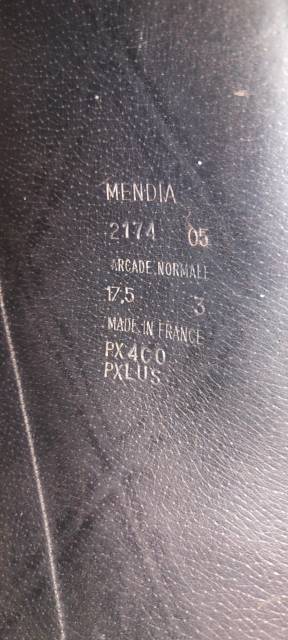 MENDIA
2174 05
ARCADE NORMALE
17,5 3
MADE IN FRANCE
PX400
PXLUS